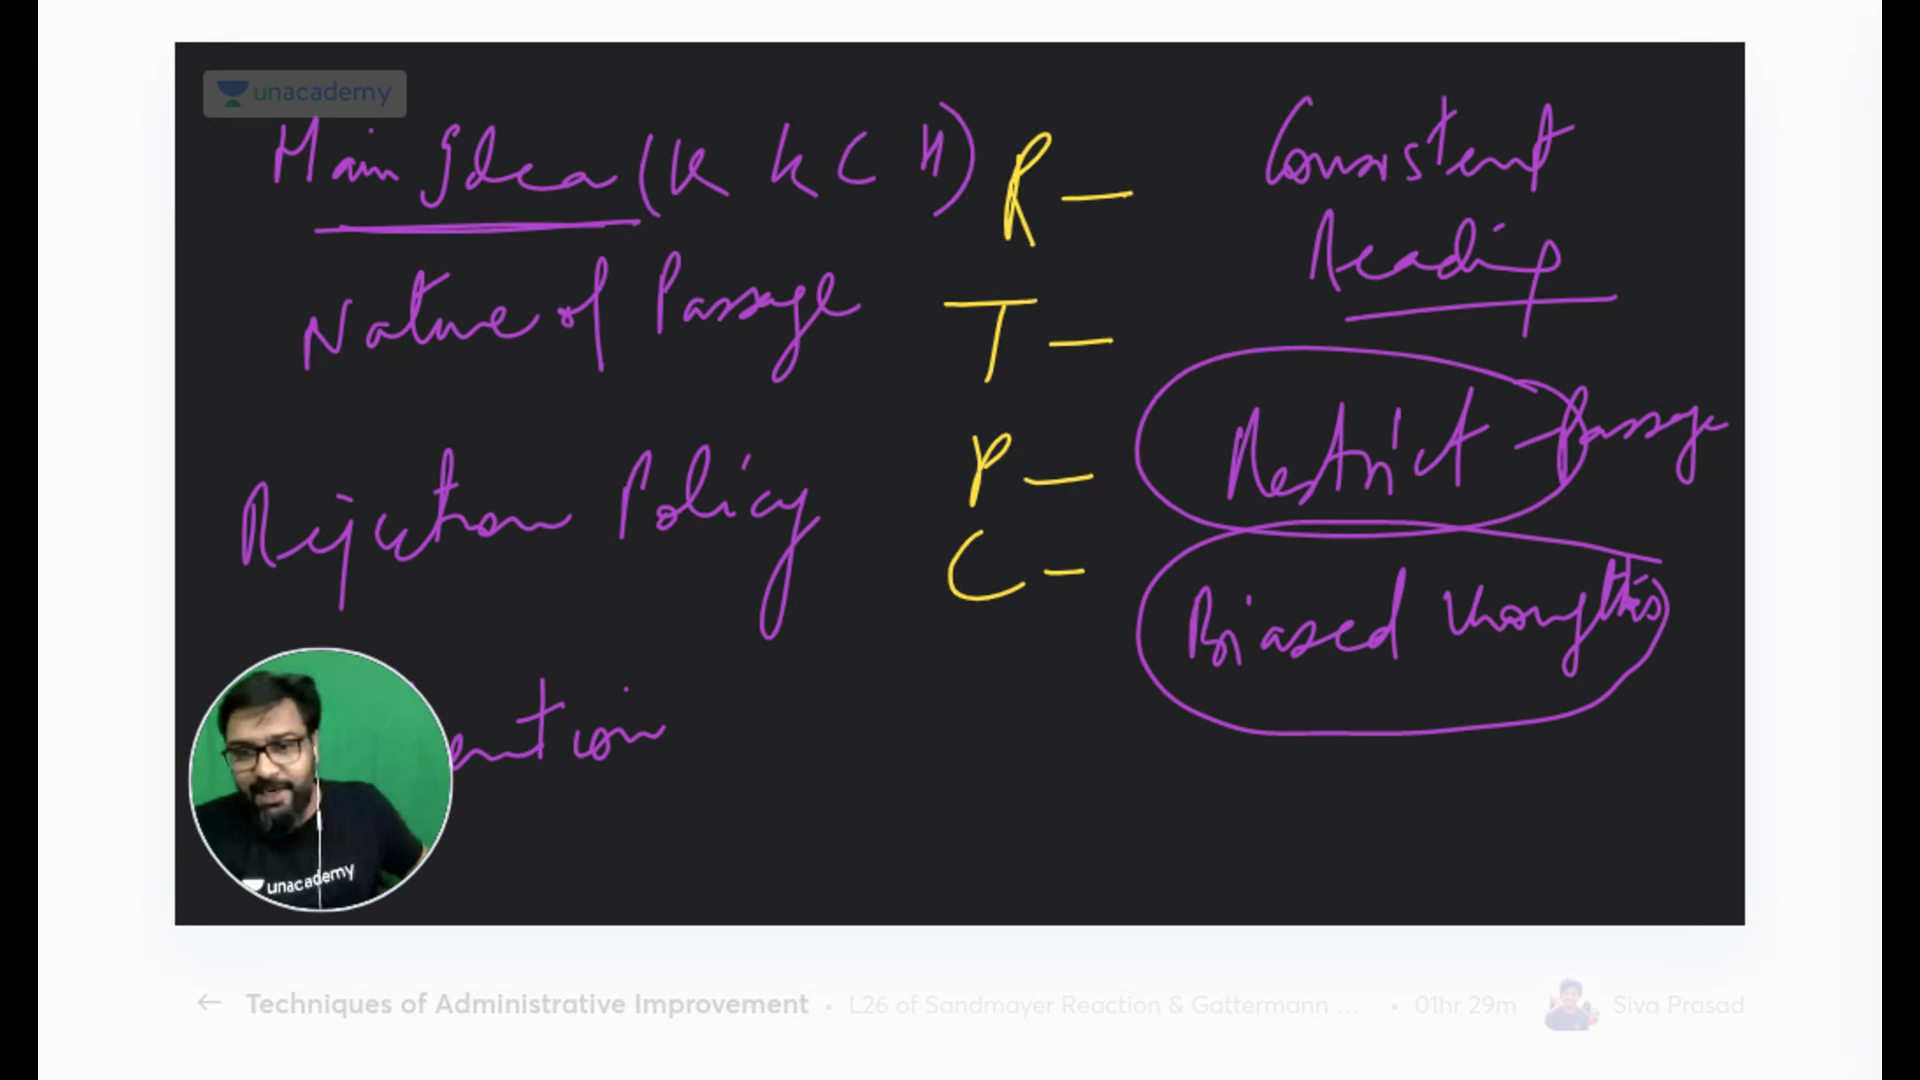 unacademy
Main Idea (K K C H)
Nature of Passage
Rejection Policy
ention
R –
T –
P –
C –
Consistent
Reading
Restrict - Passage
Biased thoughts
unacademy
← Techniques of Administrative Improvement • L26 of Sandmayer Reaction & Gattermann ... • 01hr 29m Siva Prasad